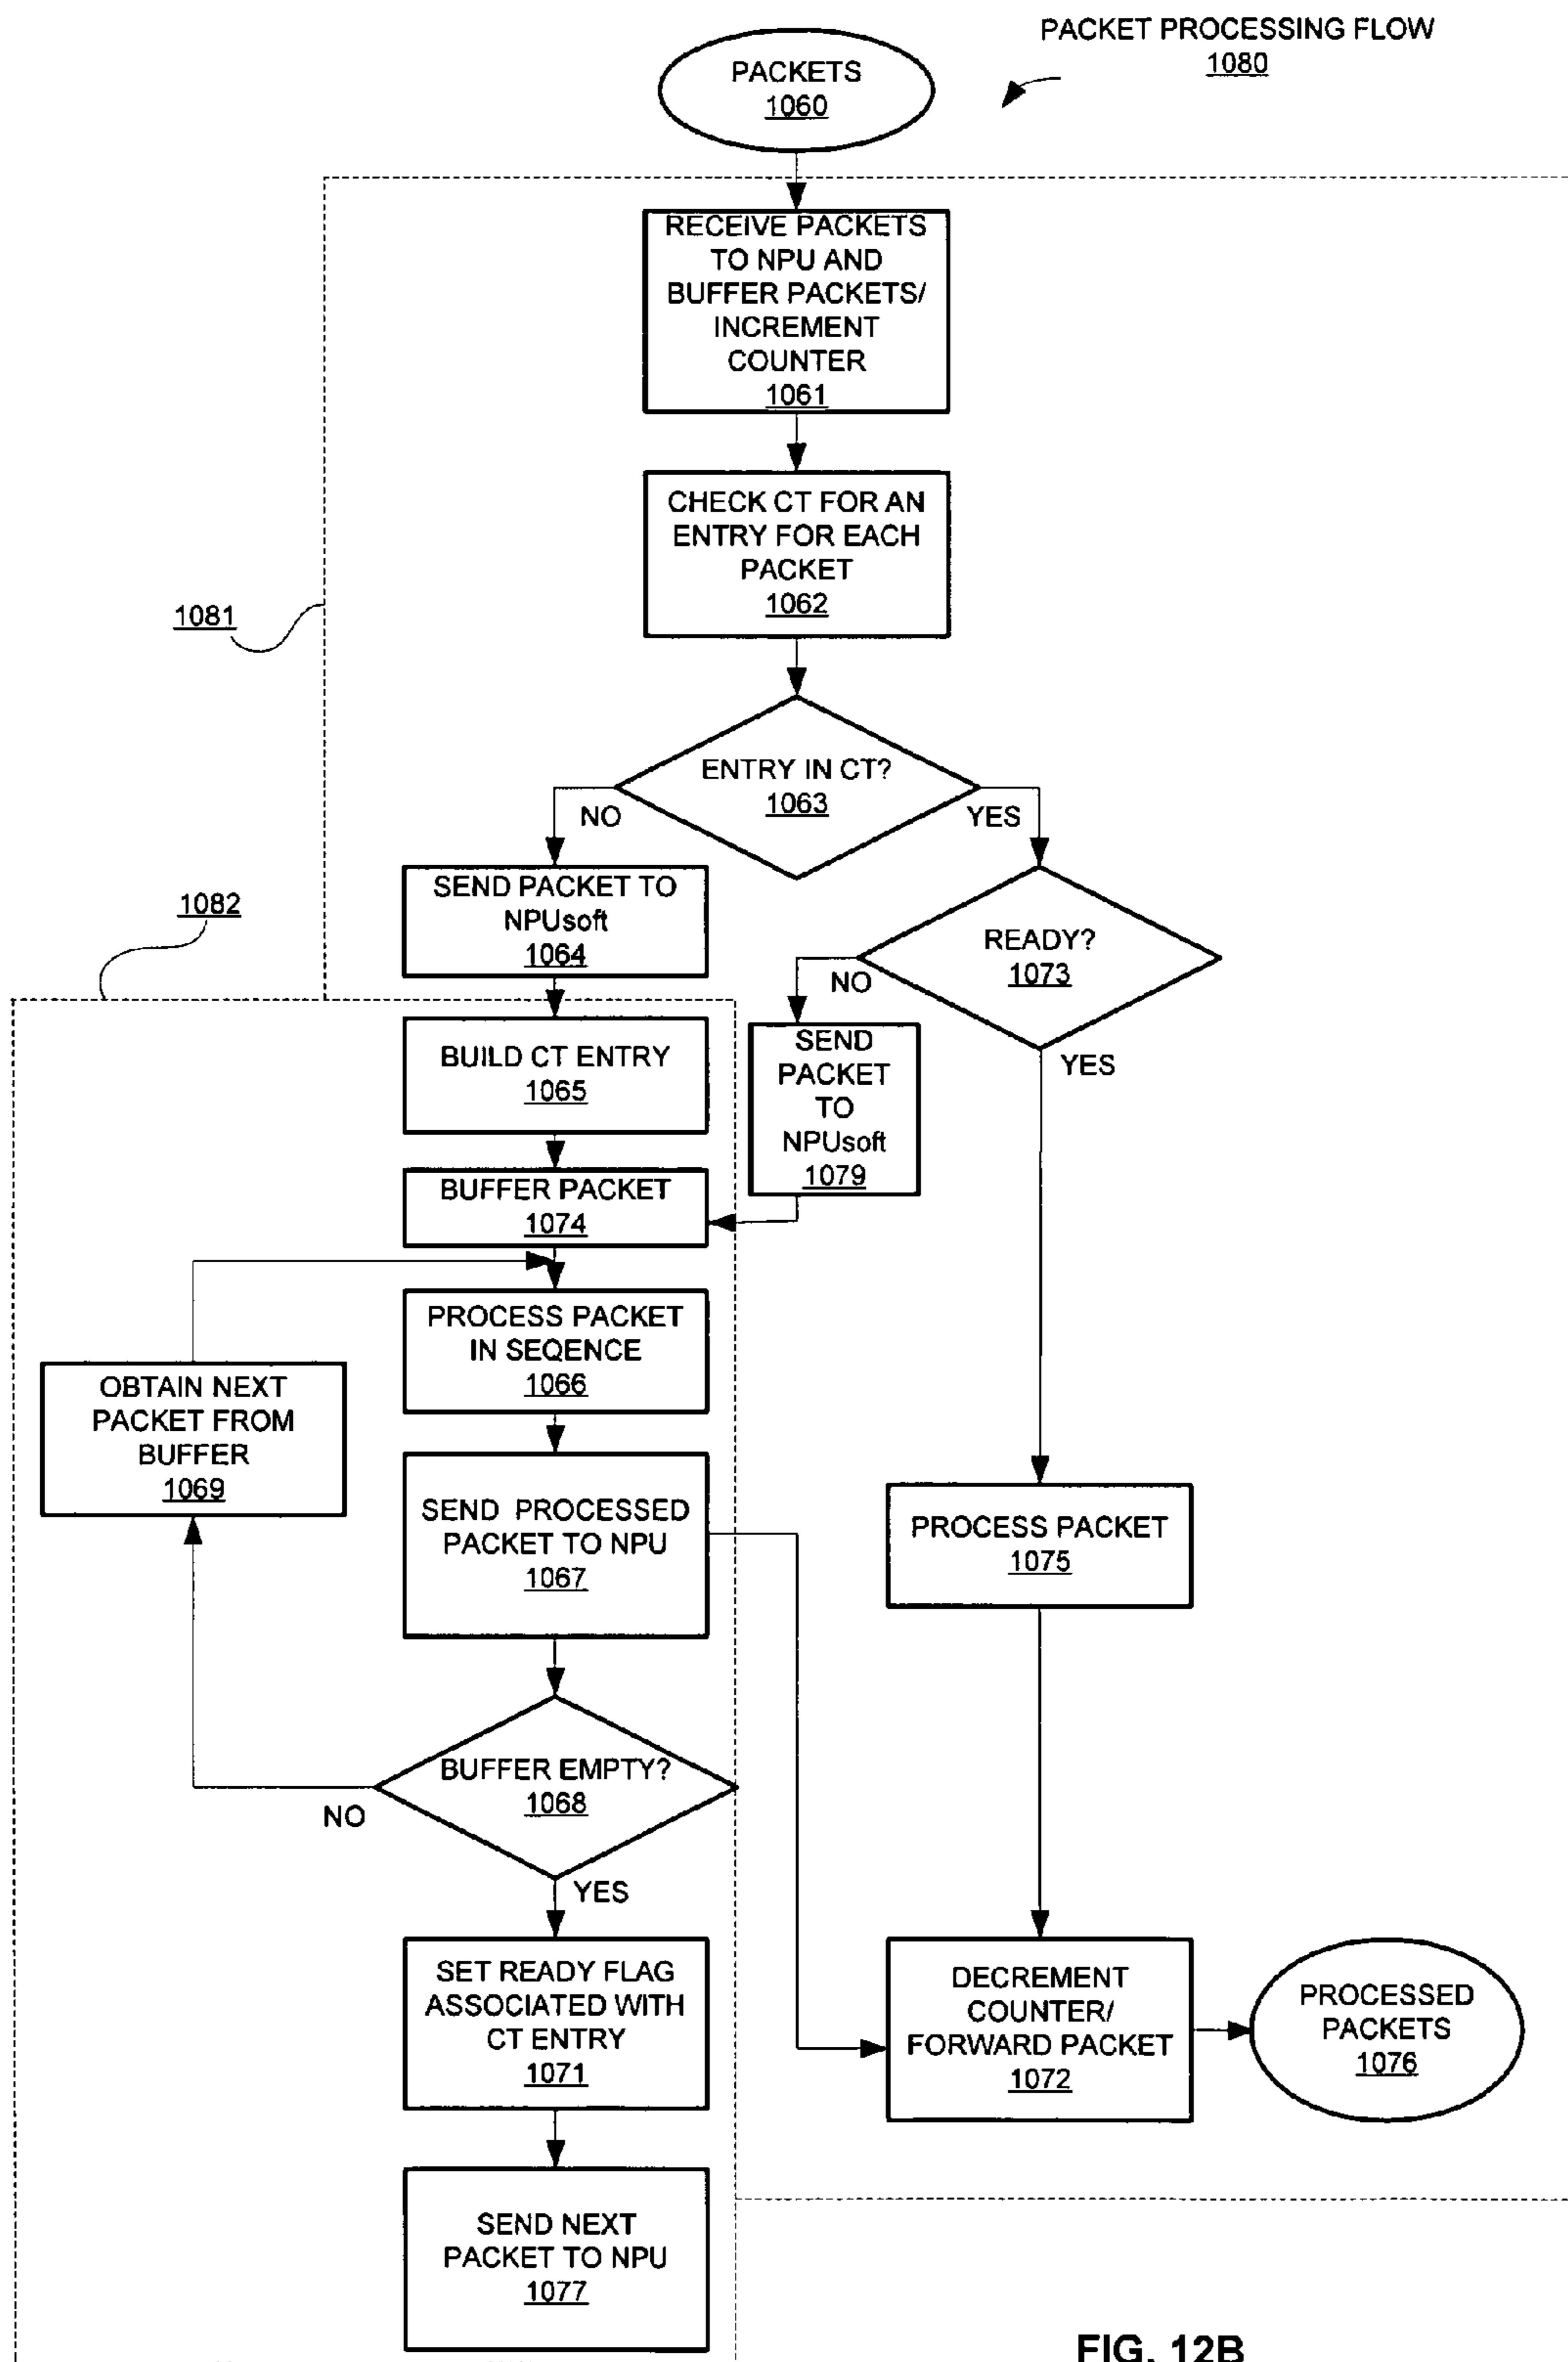 PACKET PROCESSING FLOW
1080
PACKETS
1060
RECEIVE PACKETS
TO NPU AND
BUFFER PACKETS/
INCREMENT
COUNTER
1061
CHECK CT FOR AN
ENTRY FOR EACH
PACKET
1062
1081
ENTRY IN CT?
1063
NO
YES
SEND PACKET TO
NPUsoft
1064
1082
READY?
1073
NO
YES
BUILD CT ENTRY
1065
SEND
PACKET
TO
NPUsoft
1079
BUFFER PACKET
1074
PROCESS PACKET
IN SEQENCE
1066
OBTAIN NEXT
PACKET FROM
BUFFER
1069
SEND PROCESSED
PACKET TO NPU
1067
PROCESS PACKET
1075
BUFFER EMPTY?
1068
NO
YES
SET READY FLAG
ASSOCIATED WITH
CT ENTRY
1071
DECREMENT
COUNTER/
FORWARD PACKET
1072
PROCESSED
PACKETS
1076
SEND NEXT
PACKET TO NPU
1077
FIG. 12B